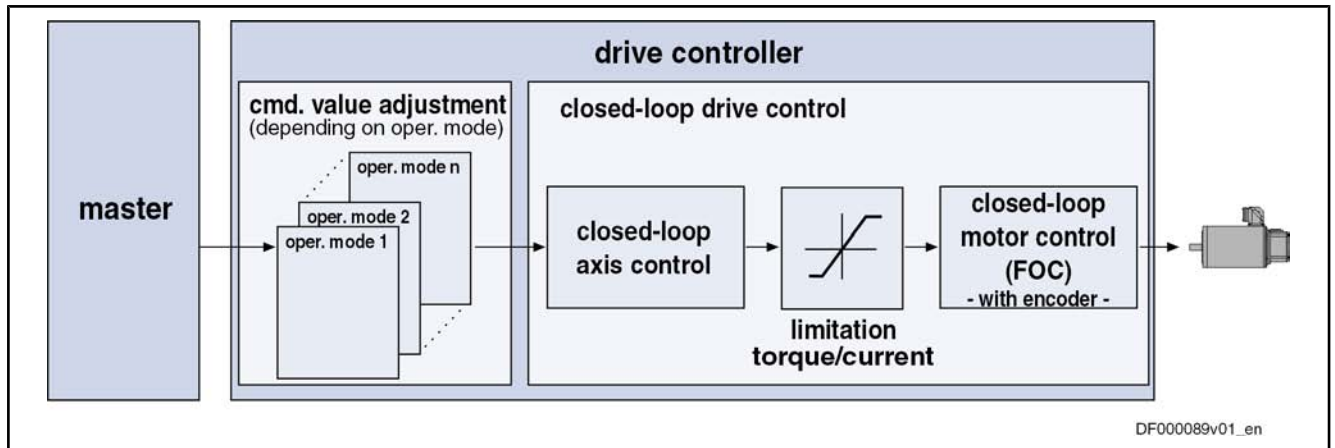 drive controller
master
cmd. value adjustment
(depending on oper. mode)
oper. mode n
oper. mode 2
oper. mode 1
closed-loop drive control
closed-loop
axis control
limitation
torque/current
closed-loop
motor control
(FOC)
- with encoder -
DF000089v01_en